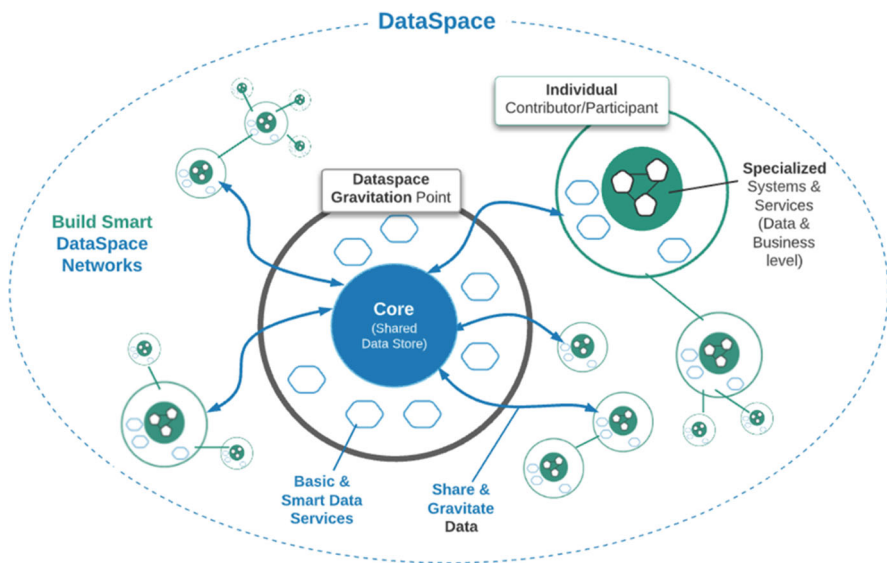 DataSpace
Individual
Contributor/Participant
Dataspace
Gravitation Point
Specialized
Systems &
Services
(Data &
Business
level)
Build Smart
DataSpace
Networks
Core
(Shared
Data Store)
Basic &
Smart Data
Services
Share &
Gravitate
Data